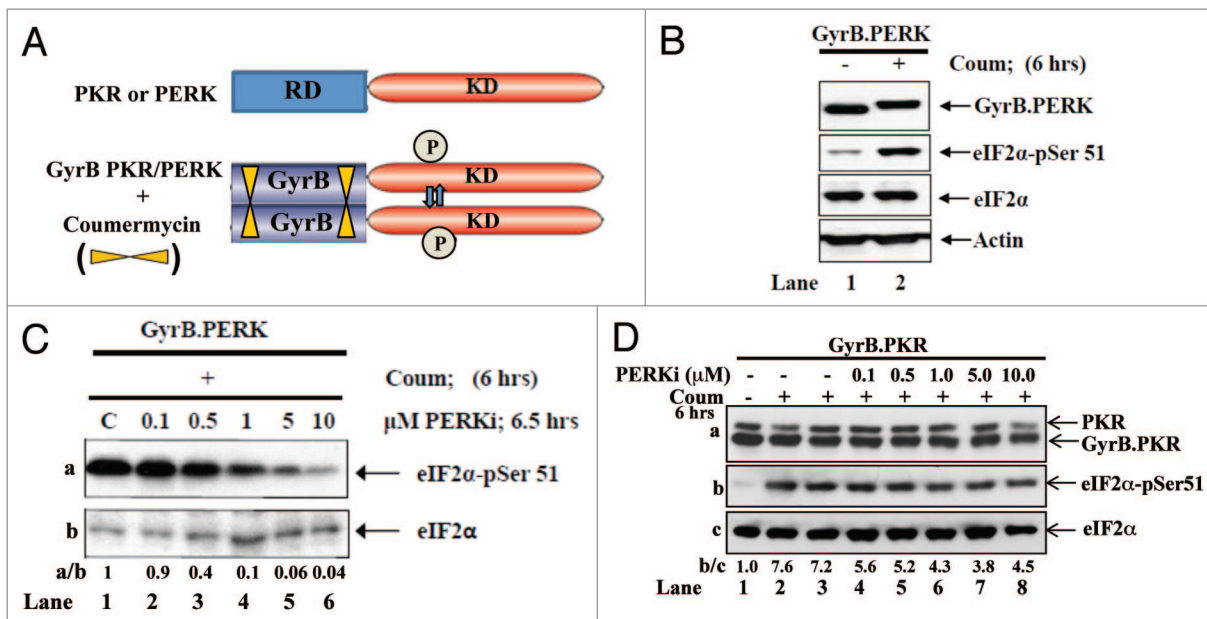 A
PKR or PERK
RD
KD
P
GyrB PKR/PERK
+
Coumermycin
( )
GyrB
KD
GyrB
KD
P
B
GyrB.PERK
- + Coum; (6 hrs)
GyrB.PERK
eIF2α-pSer 51
eIF2α
Actin
Lane 1 2
C
GyrB.PERK
+ Coum; (6 hrs)
C 0.1 0.5 1 5 10 μM PERKi; 6.5 hrs
a eIF2α-pSer 51
b eIF2α
a/b 1 0.9 0.4 0.1 0.06 0.04
Lane 1 2 3 4 5 6
D
GyrB.PKR
PERKi (μM) - - - 0.1 0.5 1.0 5.0 10.0
Coum - + + + + + + +
6 hrs
a PKR
GyrB.PKR
b eIF2α-pSer51
c eIF2α
b/c 1.0 7.6 7.2 5.6 5.2 4.3 3.8 4.5
Lane 1 2 3 4 5 6 7 8